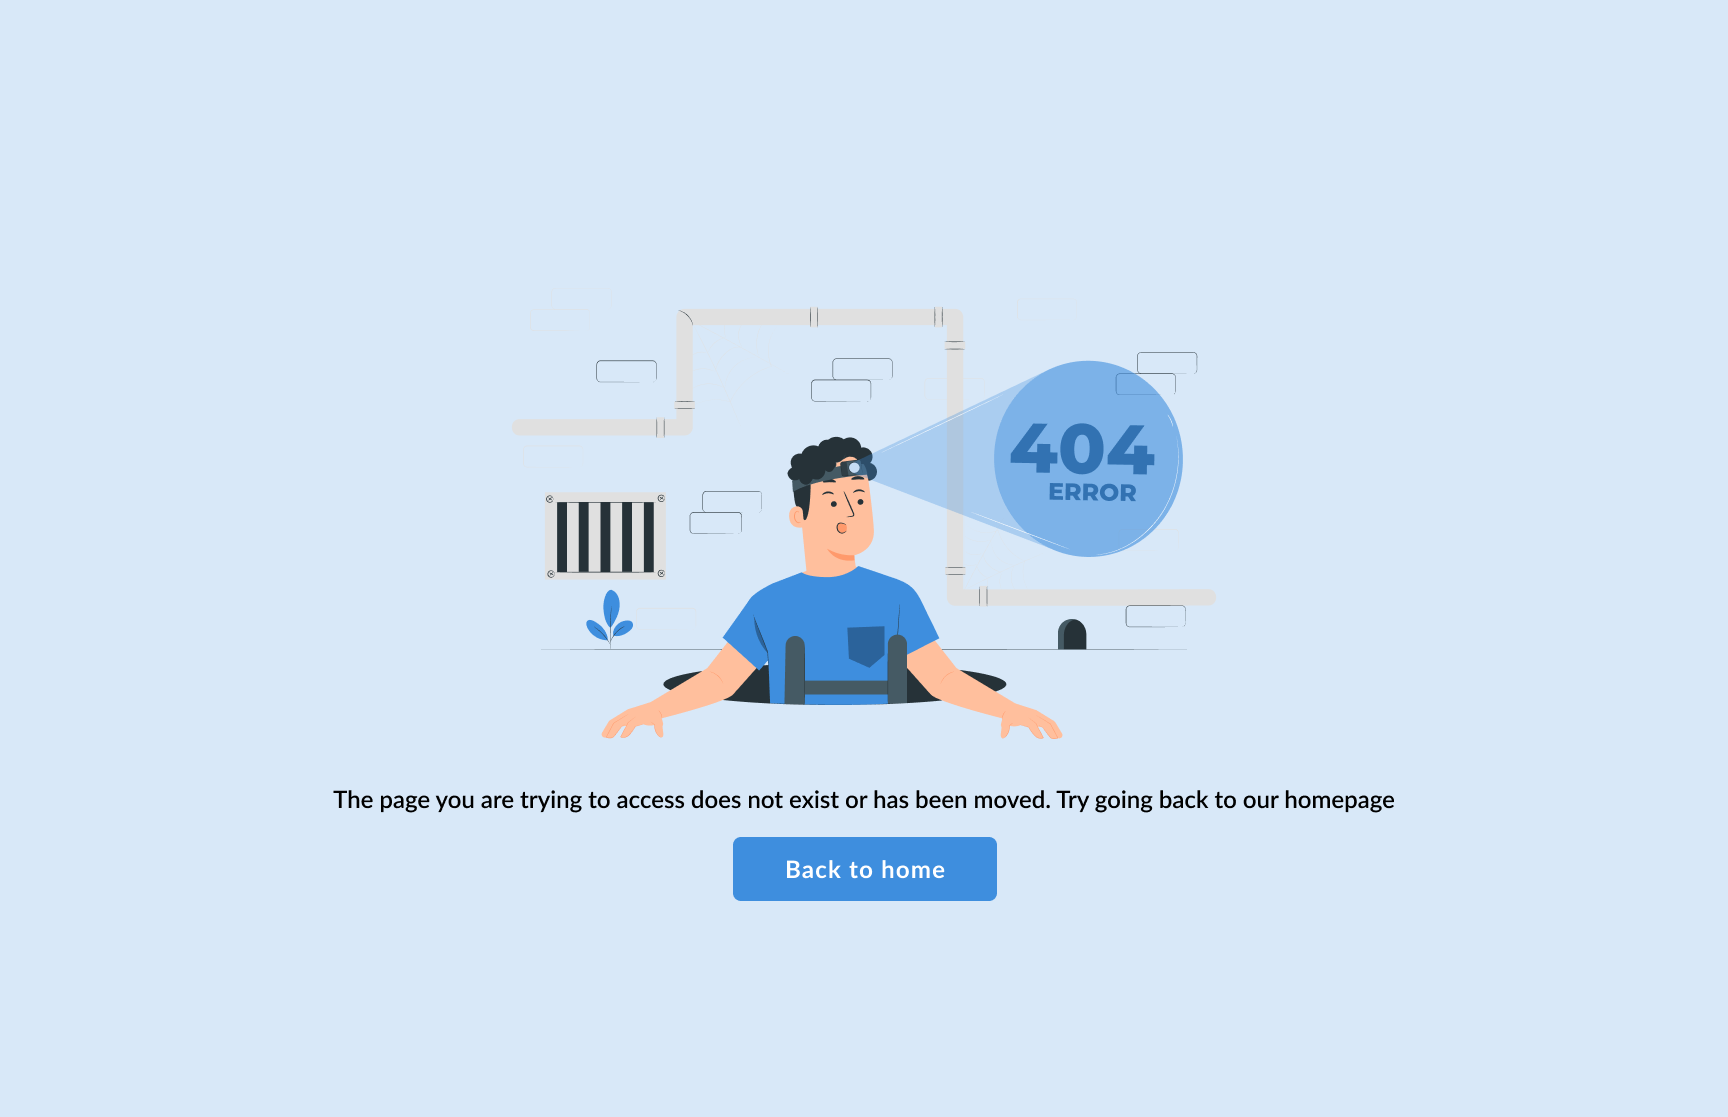 404
ERROR
The page you are trying to access does not exist or has been moved. Try going back to our homepage
Back to home